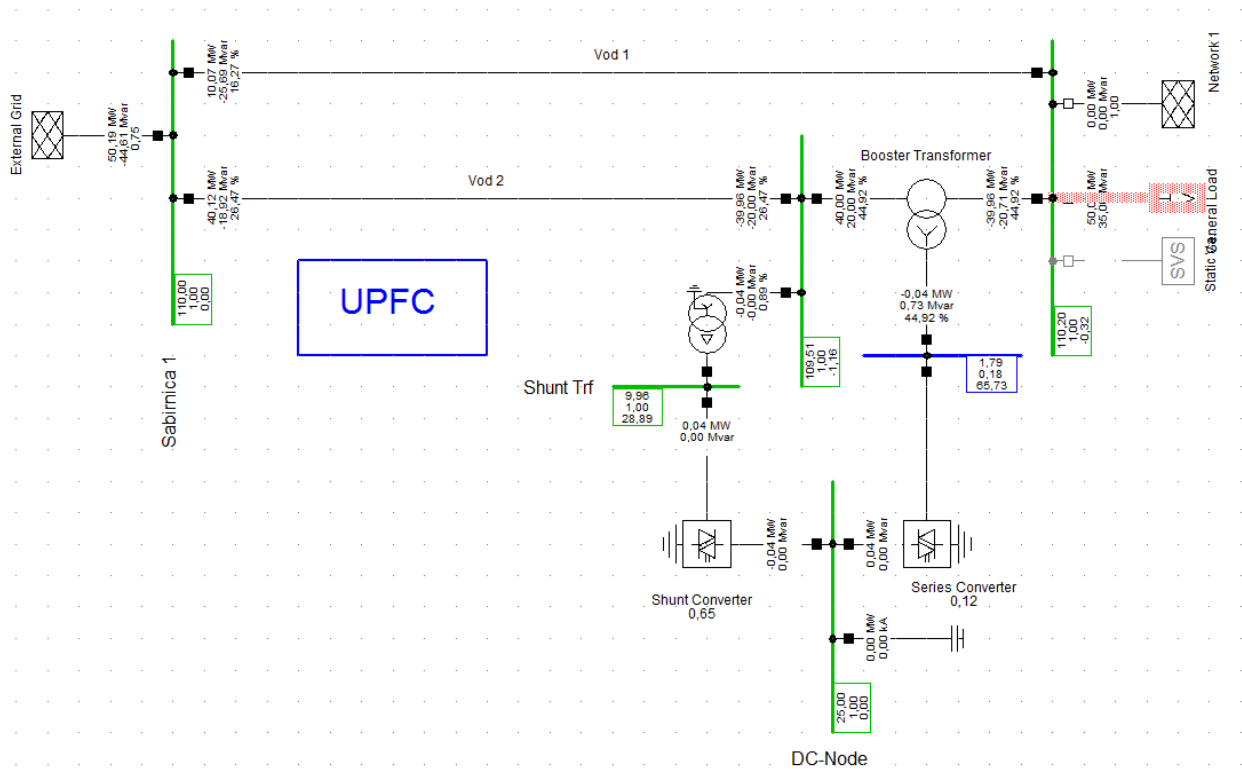 Vod 1
Network 1
10,07 MW
-25,69 Mvar
16,27 %
0,00 MW
0,00 Mvar
1,00
External Grid
50,19 MW
-44,61 Mvar
0,75
Booster Transformer
Vod 2
40,12 MW
-18,92 Mvar
26,47 %
-39,96 MW
-20,00 Mvar
26,47 %
40,00 MW
20,00 Mvar
44,92 %
-39,96 MW
-20,71 Mvar
44,92 %
General Load
SVS
UPFC
110,00
1,00
0,00
-0,04 MW
-0,00 Mvar
0,89 %
-0,04 MW
0,73 Mvar
44,92 %
110,20
1,00
-0,32
109,51
1,00
-1,16
1,79
0,18
65,73
Sabirnica 1
Shunt Trf
9,96
1,00
28,89
0,04 MW
0,00 Mvar
-0,04 MW
0,00 Mvar
0,04 MW
0,00 Mvar
Shunt Converter
0,65
Series Converter
0,12
0,00 MW
0,00 kA
25,00
1,00
0,00
DC-Node